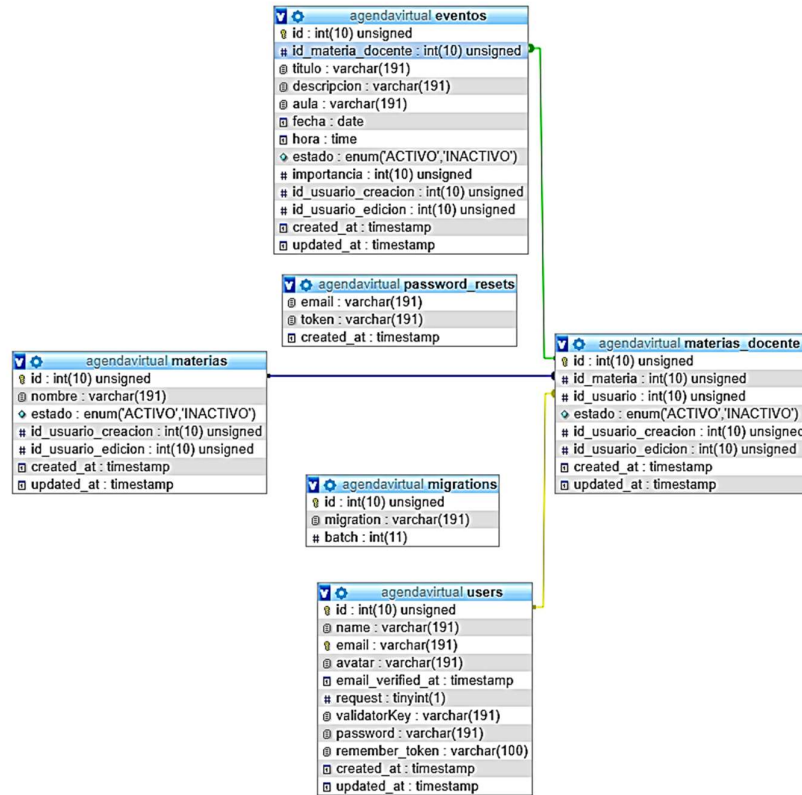 agendavirtual eventos
id : int(10) unsigned
id_materia_docente : int(10) unsigned
titulo : varchar(191)
descripcion : varchar(191)
aula : varchar(191)
fecha : date
hora : time
estado : enum('ACTIVO','INACTIVO')
importancia : int(10) unsigned
id_usuario_creacion : int(10) unsigned
id_usuario_edicion : int(10) unsigned
created_at : timestamp
updated_at : timestamp
agendavirtual password_resets
email : varchar(191)
token : varchar(191)
created_at : timestamp
agendavirtual materias
id : int(10) unsigned
nombre : varchar(191)
estado : enum('ACTIVO','INACTIVO')
id_usuario_creacion : int(10) unsigned
id_usuario_edicion : int(10) unsigned
created_at : timestamp
updated_at : timestamp
agendavirtual materias_docente
id : int(10) unsigned
id_materia : int(10) unsigned
id_usuario : int(10) unsigned
estado : enum('ACTIVO','INACTIVO')
id_usuario_creacion : int(10) unsigned
id_usuario_edicion : int(10) unsigned
created_at : timestamp
updated_at : timestamp
agendavirtual migrations
id : int(10) unsigned
migration : varchar(191)
batch : int(11)
agendavirtual users
id : int(10) unsigned
name : varchar(191)
email : varchar(191)
avatar : varchar(191)
email_verified_at : timestamp
request : tinyint(1)
validatorKey : varchar(191)
password : varchar(191)
remember_token : varchar(100)
created_at : timestamp
updated_at : timestamp